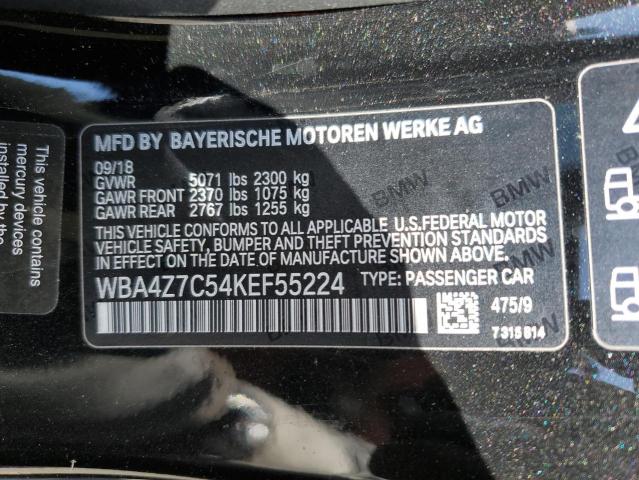 This vehicle contains
mercury devices
installed by the
MFD BY BAYERISCHE MOTOREN WERKE AG
09/18
GVWR 5071 lbs 2300 kg
GAWR FRONT 2370 lbs 1075 kg
GAWR REAR 2767 lbs 1255 kg
THIS VEHICLE CONFORMS TO ALL APPLICABLE U.S.FEDERAL MOTOR
VEHICLE SAFETY, BUMPER AND THEFT PREVENTION STANDARDS
IN EFFECT ON THE DATE OF MANUFACTURE SHOWN ABOVE.
WBA4Z7C54KEF55224 TYPE: PASSENGER CAR
475/9
7315814
BMW
BMW